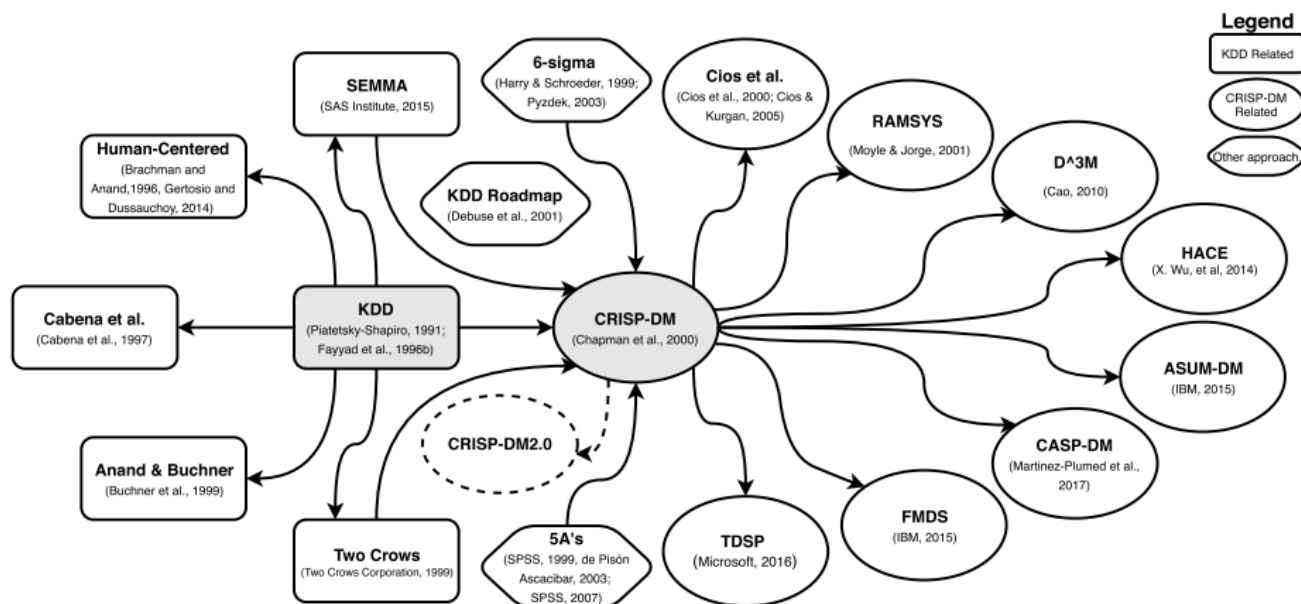 Legend
KDD Related
CRISP-DM
Related
Other approach
SEMMA
(SAS Institute, 2015)
6-sigma
(Harry & Schroeder, 1999;
Pyzdek, 2003)
Cios et al.
(Cios et al., 2000; Cios &
Kurgan, 2005)
RAMSYS
(Moyle & Jorge, 2001)
Human-Centered
(Brachman and
Anand,1996, Gertosio and
Dussauchoy, 2014)
KDD Roadmap
(Debuse et al., 2001)
D^3M
(Cao, 2010)
HACE
(X. Wu, et al, 2014)
Cabena et al.
(Cabena et al., 1997)
KDD
(Piatetsky-Shapiro, 1991;
Fayyad et al., 1996b)
CRISP-DM
(Chapman et al., 2000)
ASUM-DM
(IBM, 2015)
CRISP-DM2.0
CASP-DM
(Martinez-Plumed et al.,
2017)
Anand & Buchner
(Buchner et al., 1999)
FMDS
(IBM, 2015)
Two Crows
(Two Crows Corporation, 1999)
5A's
(SPSS, 1999, de Pisón
Ascacibar, 2003;
SPSS, 2007)
TDSP
(Microsoft, 2016)